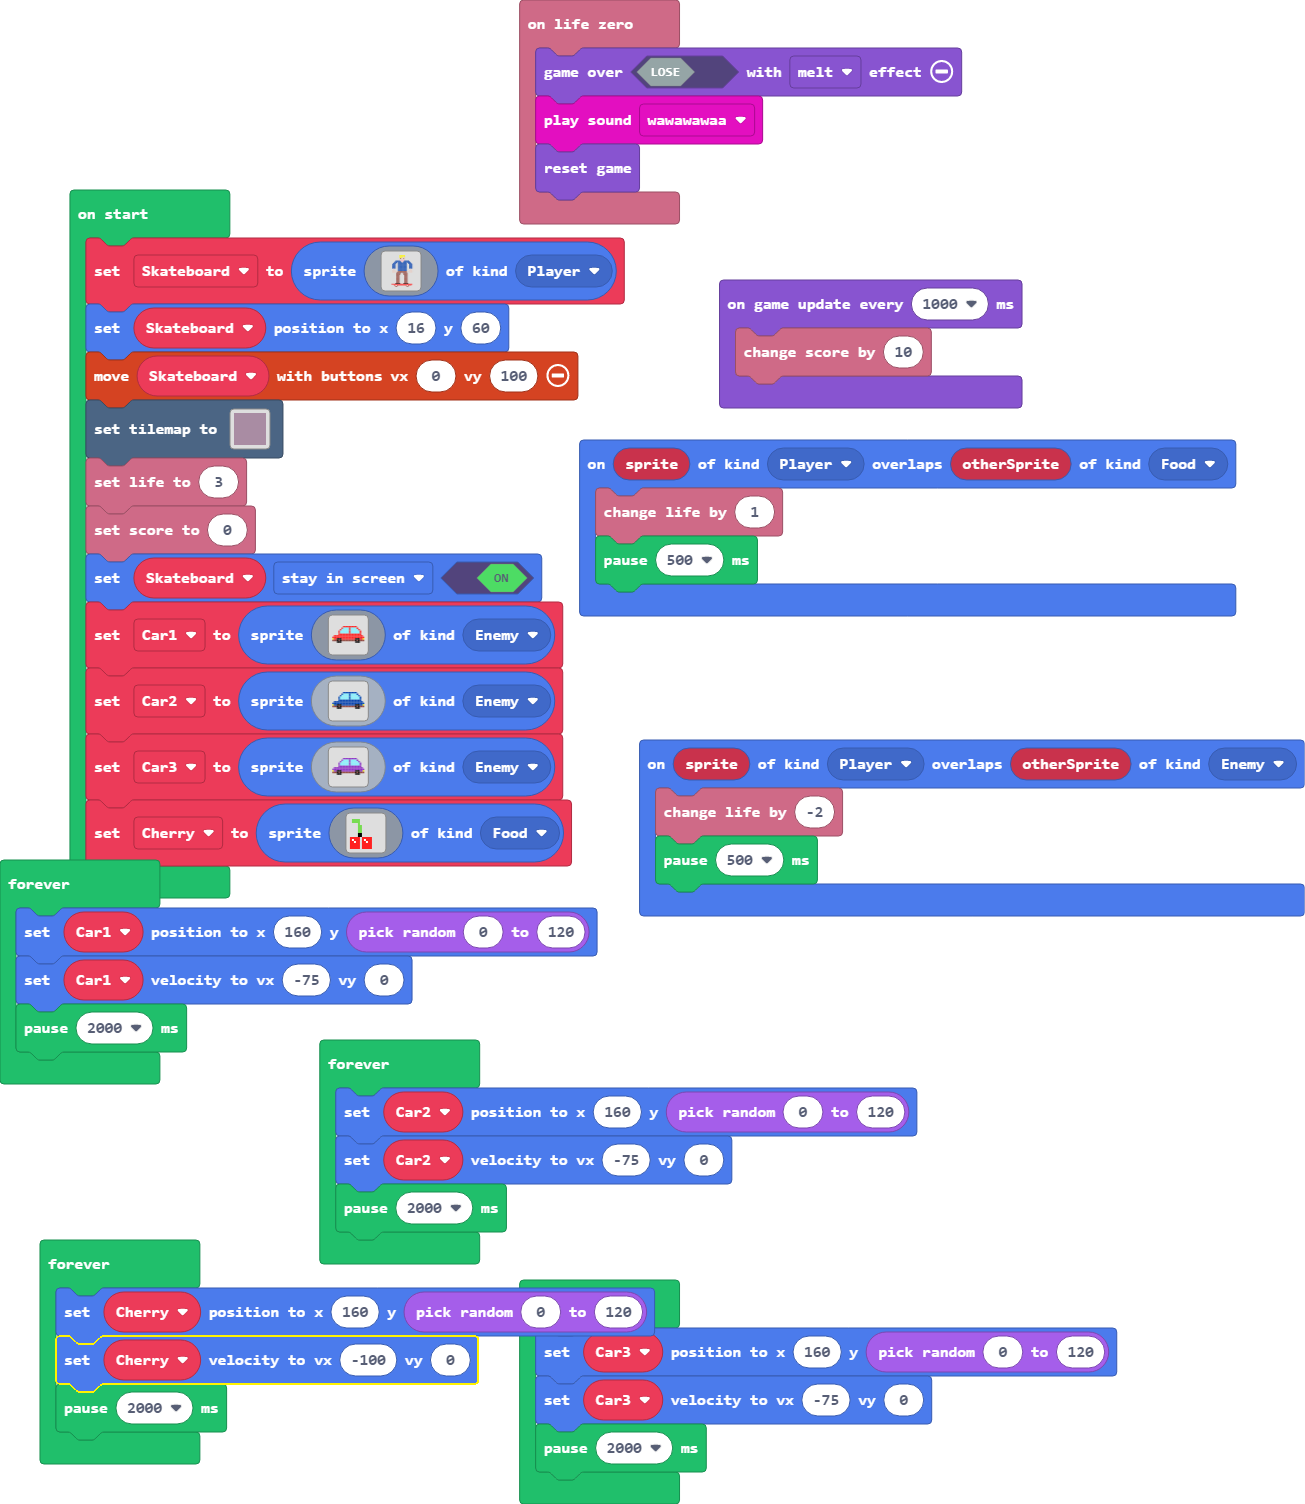 on life zero
game over LOSE with melt effect
play sound wawawawaa
reset game
on start
set Skateboard to sprite of kind Player
set Skateboard position to x 16 y 60
move Skateboard with buttons vx 0 vy 100
set tilemap to
set life to 3
set score to 0
set Skateboard stay in screen ON
set Car1 to sprite of kind Enemy
set Car2 to sprite of kind Enemy
set Car3 to sprite of kind Enemy
set Cherry to sprite of kind Food
on game update every 1000 ms
change score by 10
on sprite of kind Player overlaps otherSprite of kind Food
change life by 1
pause 500 ms
on sprite of kind Player overlaps otherSprite of kind Enemy
change life by -2
pause 500 ms
forever
set Car1 position to x 160 y pick random 0 to 120
set Car1 velocity to vx -75 vy 0
pause 2000 ms
forever
set Car2 position to x 160 y pick random 0 to 120
set Car2 velocity to vx -75 vy 0
pause 2000 ms
forever
set Cherry position to x 160 y pick random 0 to 120
set Cherry velocity to vx -100 vy 0
pause 2000 ms
set Car3 position to x 160 y pick random 0 to 120
set Car3 velocity to vx -75 vy 0
pause 2000 ms